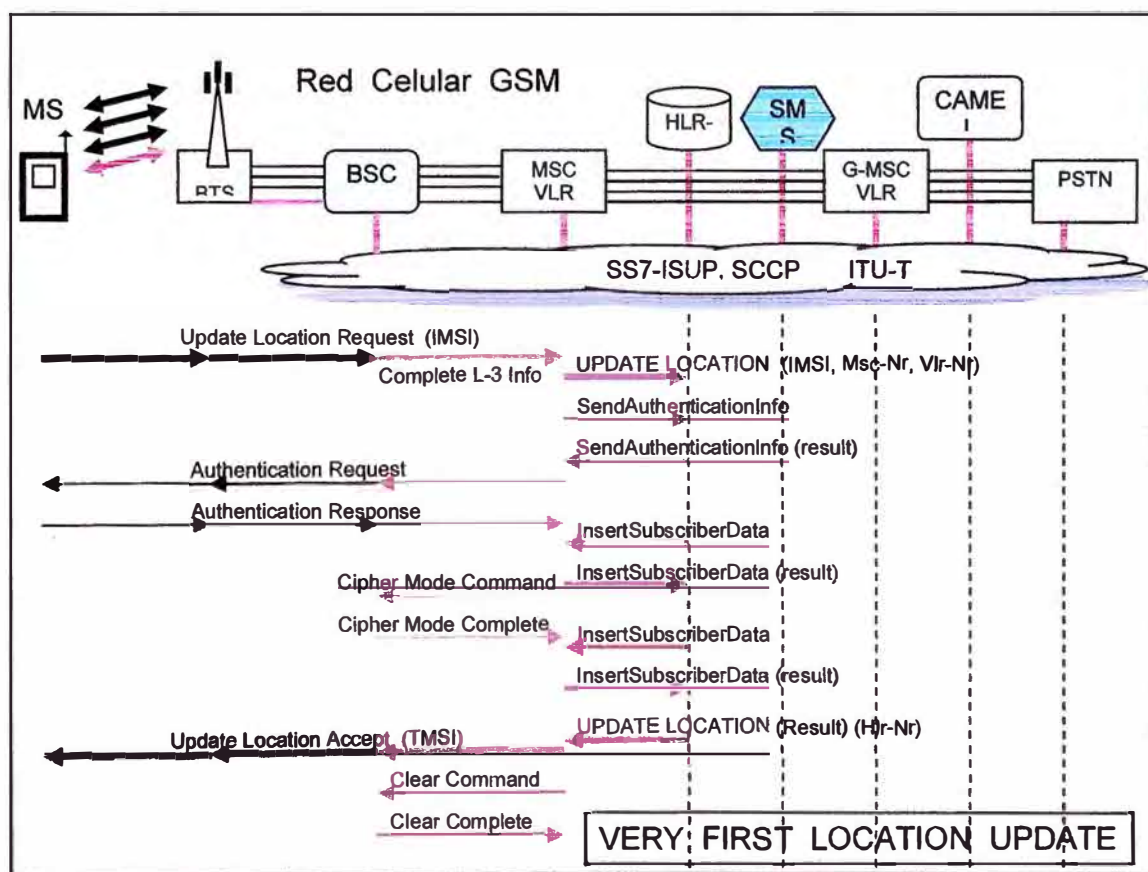 Red Celular GSM
MS
BTS
BSC
MSC
VLR
HLR-
SM
S
G-MSC
VLR
CAME
PSTN
SS7-ISUP, SCCP ITU-T
Update Location Request (IMSI)
Complete L-3 Info
UPDATE LOCATION (IMSI, Msc-Nr, Vlr-Nr)
SendAuthenticationInfo
SendAuthenticationInfo (result)
Authentication Request
Authentication Response
InsertSubscriberData
InsertSubscriberData (result)
Cipher Mode Command
Cipher Mode Complete
InsertSubscriberData
InsertSubscriberData (result)
UPDATE LOCATION (Result) (Hlr-Nr)
Update Location Accept (TMSI)
Clear Command
Clear Complete
VERY FIRST LOCATION UPDATE